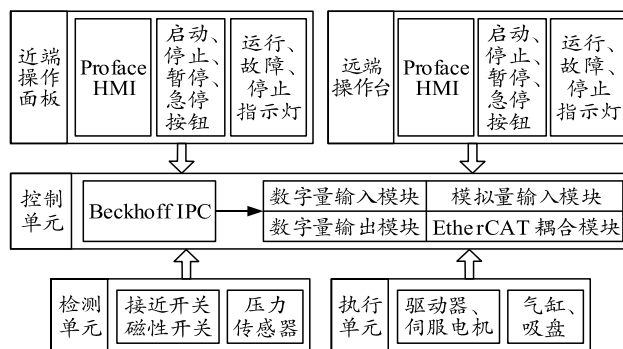 近端
操作
面板
Proface
HMI
启动、
停止、
暂停、
急停
按钮
运行、
故障、
停止
指示灯
远端
操作台
Proface
HMI
启动、
停止、
暂停、
急停
按钮
运行、
故障、
停止
指示灯
控制
单元
Beckhoff IPC
数字量输入模块
模拟量输入模块
数字量输出模块
EtherCAT 耦合模块
检测
单元
接近开关
磁性开关
压力
传感器
执行
单元
驱动器、
伺服电机
气缸、
吸盘